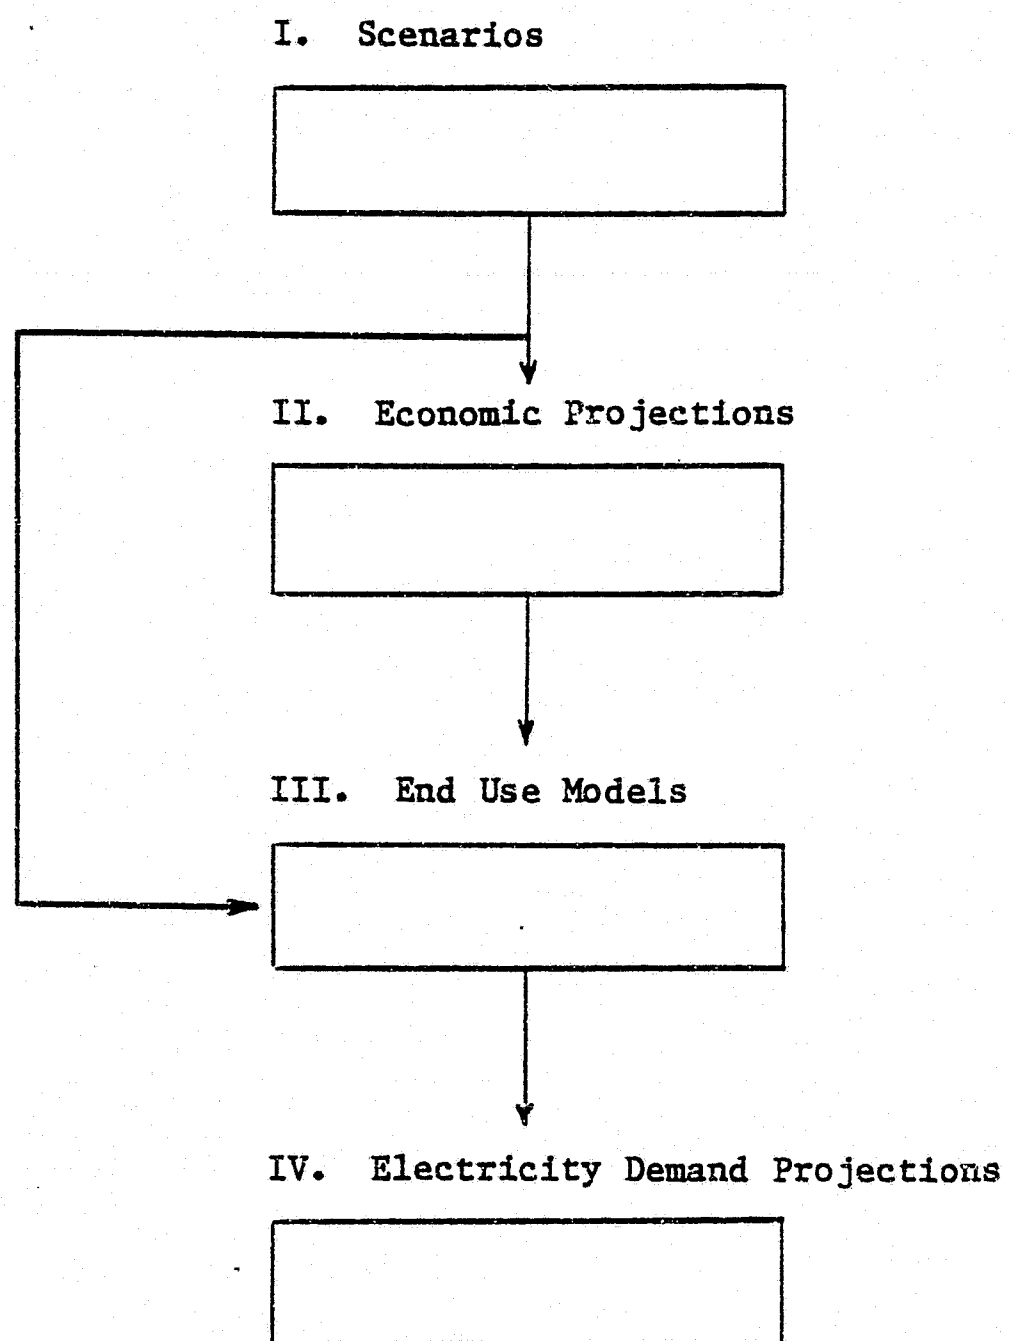 I. Scenarios
II. Economic Projections
III. End Use Models
IV. Electricity Demand Projections